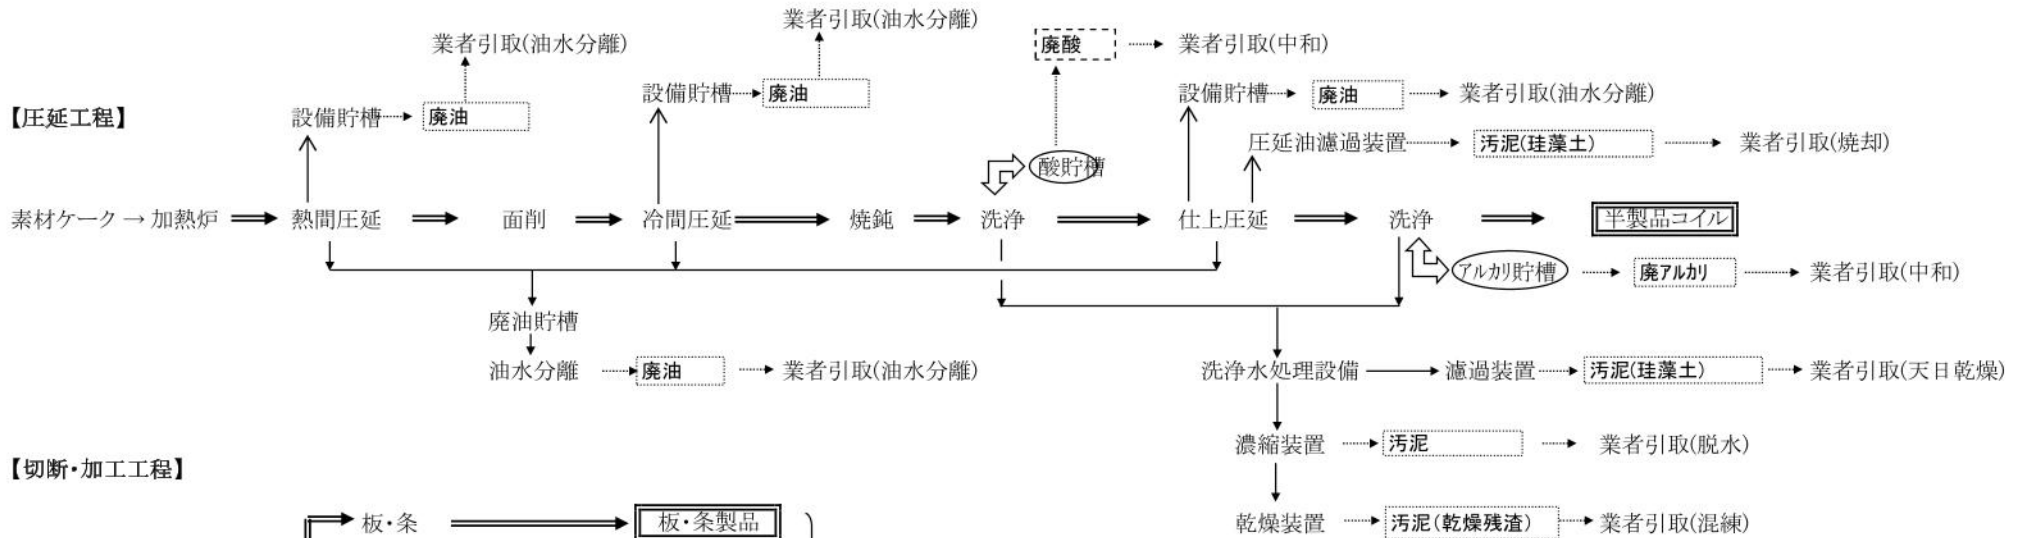 業者引取(油水分離)
業者引取(油水分離) 廃酸 業者引取(中和)
設備貯槽 廃油 設備貯槽 廃油 業者引取(油水分離)
【圧延工程】 設備貯槽 廃油
圧延油濾過装置 汚泥(珪藻土) 業者引取(焼却)
酸貯槽
素材ケーク → 加熱炉 熱間圧延 面削 冷間圧延 焼鈍 洗浄 仕上圧延 洗浄 半製品コイル
アルカリ貯槽 廃アルカリ 業者引取(中和)
廃油貯槽
油水分離 廃油 業者引取(油水分離) 洗浄水処理設備 濾過装置 汚泥(珪藻土) 業者引取(天日乾燥)
濃縮装置 汚泥 業者引取(脱水)
【切断・加工工程】
板・条 板・条製品 乾燥装置 汚泥(乾燥残渣) 業者引取(混練)